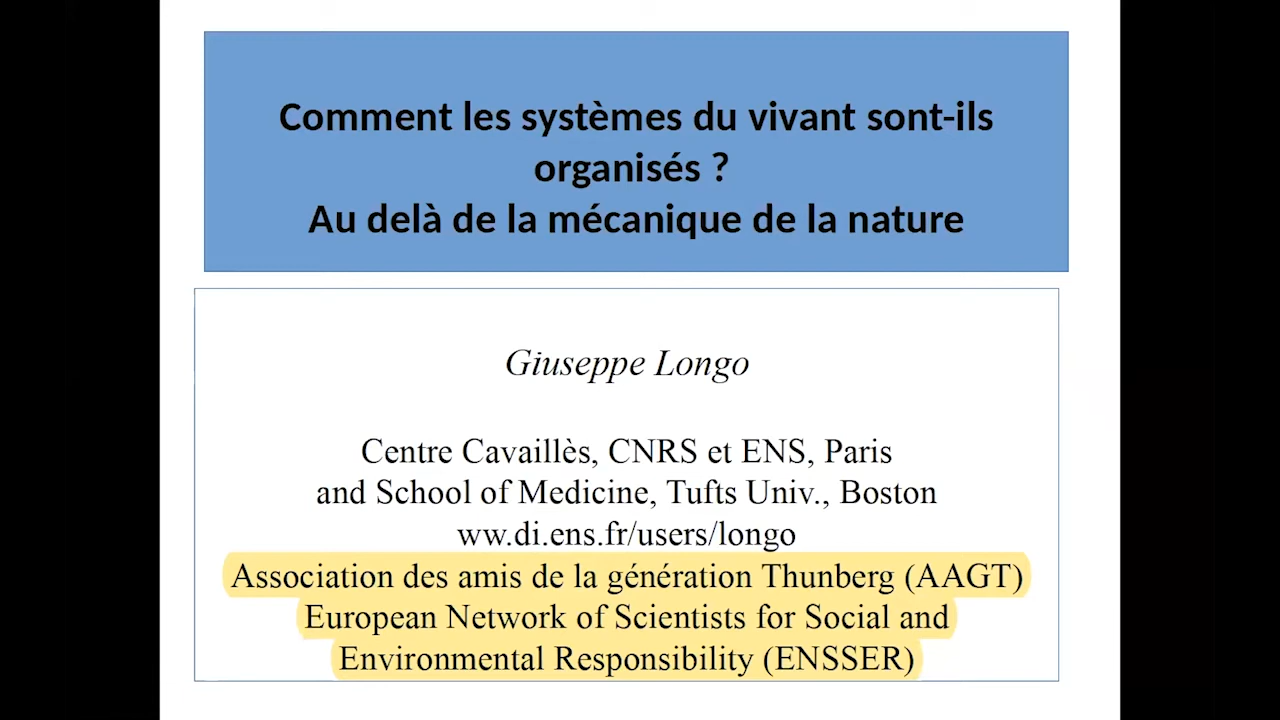 Comment les systèmes du vivant sont-ils
organisés ?
Au delà de la mécanique de la nature
Giuseppe Longo
Centre Cavaillès, CNRS et ENS, Paris
and School of Medicine, Tufts Univ., Boston
ww.di.ens.fr/users/longo
Association des amis de la génération Thunberg (AAGT)
European Network of Scientists for Social and
Environmental Responsibility (ENSSER)